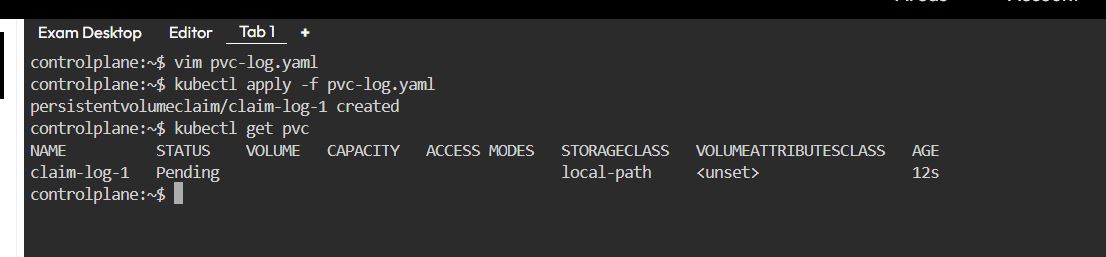 Exam Desktop Editor Tab 1 +
controlplane:~$ vim pvc-log.yaml
controlplane:~$ kubectl apply -f pvc-log.yaml
persistentvolumeclaim/claim-log-1 created
controlplane:~$ kubectl get pvc
NAME STATUS VOLUME CAPACITY ACCESS MODES STORAGECLASS VOLUMEATTRIBUTESCLASS AGE
claim-log-1 Pending local-path <unset> 12s
controlplane:~$